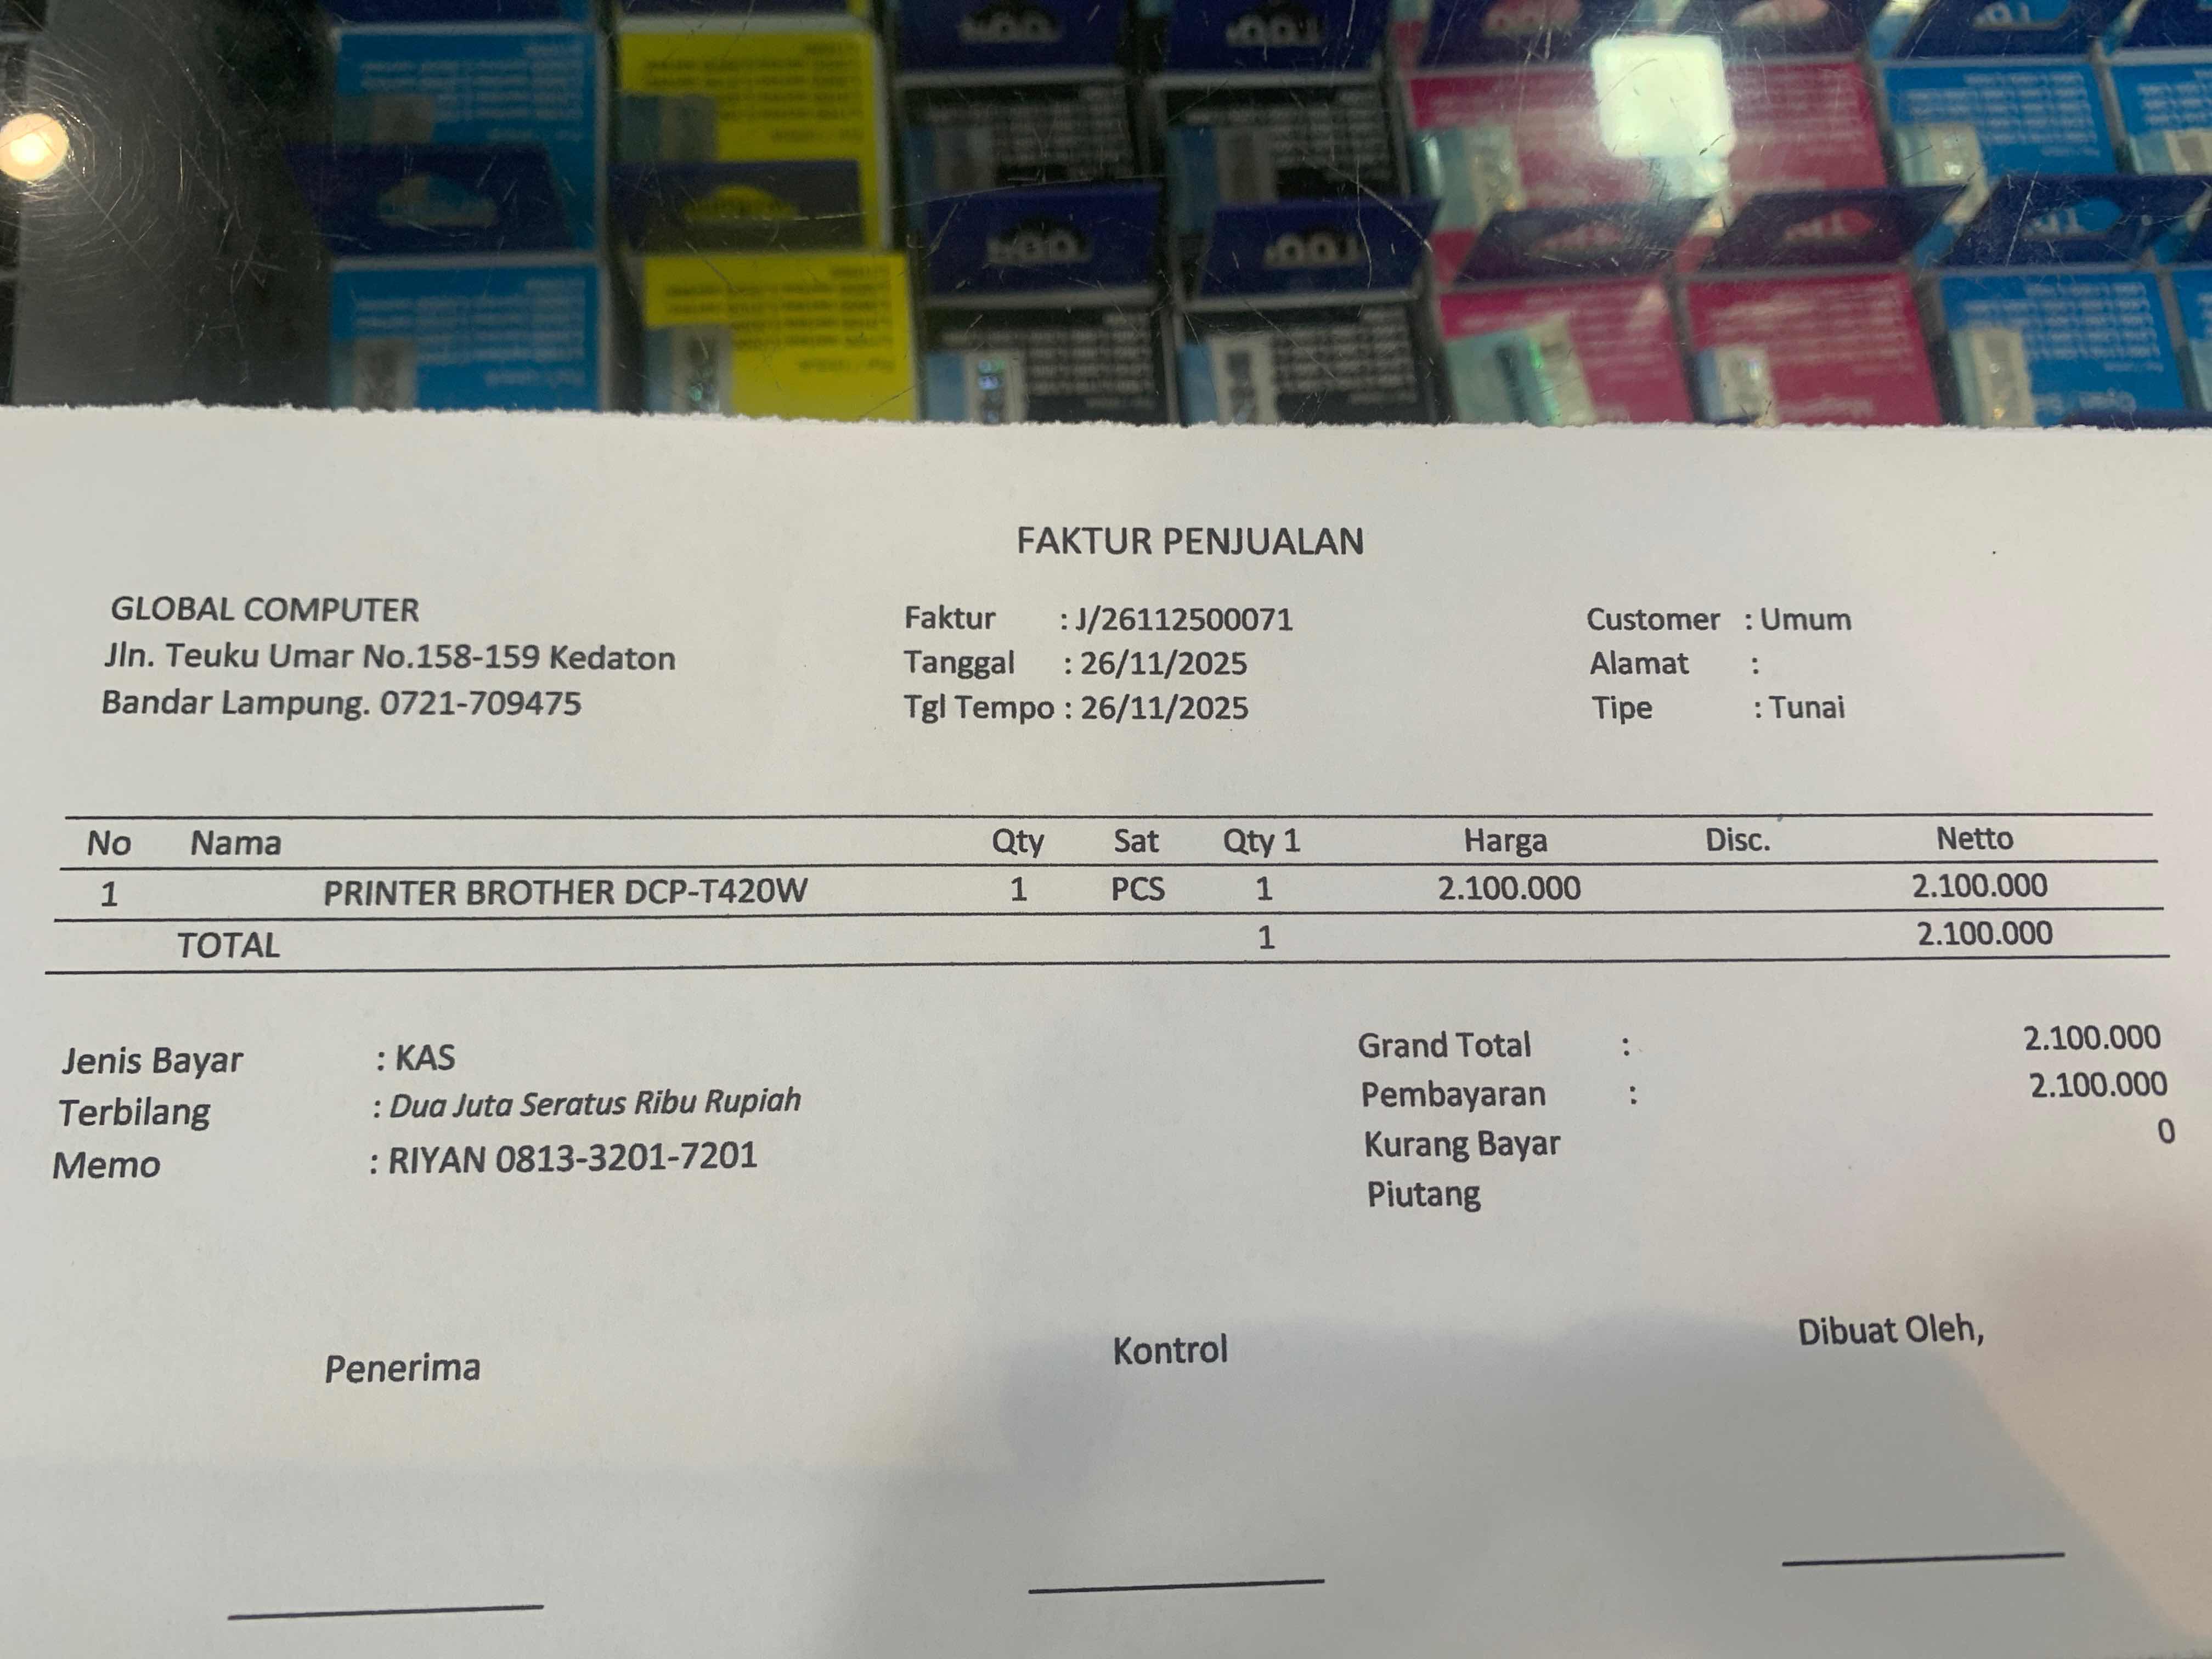 FAKTUR PENJUALAN
GLOBAL COMPUTER
Jln. Teuku Umar No.158-159 Kedaton
Bandar Lampung. 0721-709475
Faktur : J/26112500071
Tanggal : 26/11/2025
Tgl Tempo : 26/11/2025
Customer : Umum
Alamat :
Tipe : Tunai
No Nama Qty Sat Qty 1 Harga Disc. Netto
1 PRINTER BROTHER DCP-T420W 1 PCS 1 2.100.000 2.100.000
TOTAL 1 2.100.000
Jenis Bayar : KAS
Terbilang : Dua Juta Seratus Ribu Rupiah
Memo : RIYAN 0813-3201-7201
Grand Total : 2.100.000
Pembayaran : 2.100.000
Kurang Bayar 0
Piutang
Penerima
Kontrol
Dibuat Oleh,